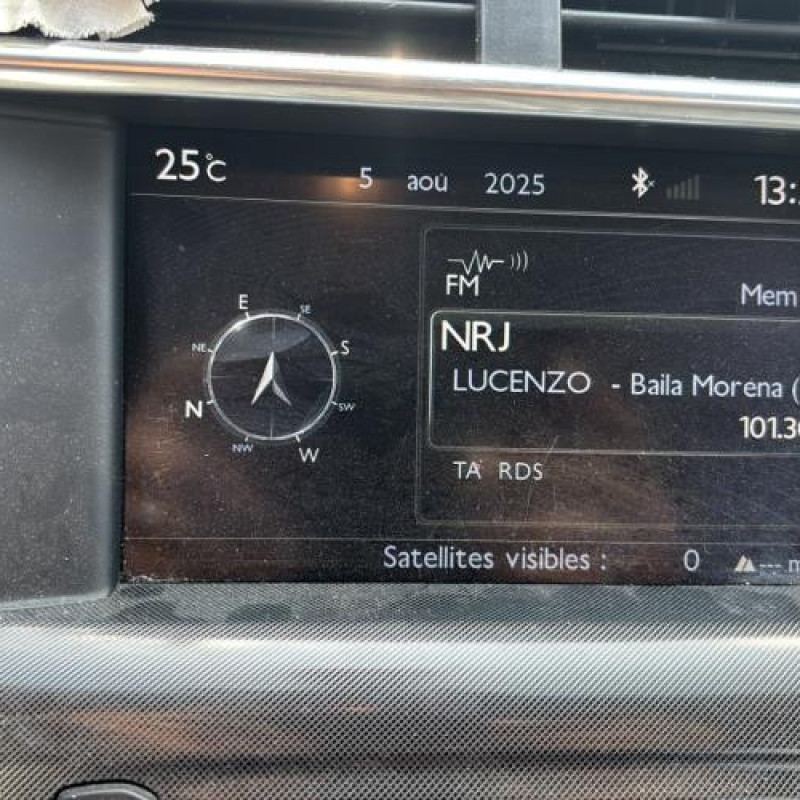 25°C 5 aoû 2025 13:
FM
Mem
NRJ
LUCENZO - Baila Morena (
101.3
TA RDS
E
SE
NE
S
N
SW
NW
W
Satellites visibles : 0 --- m